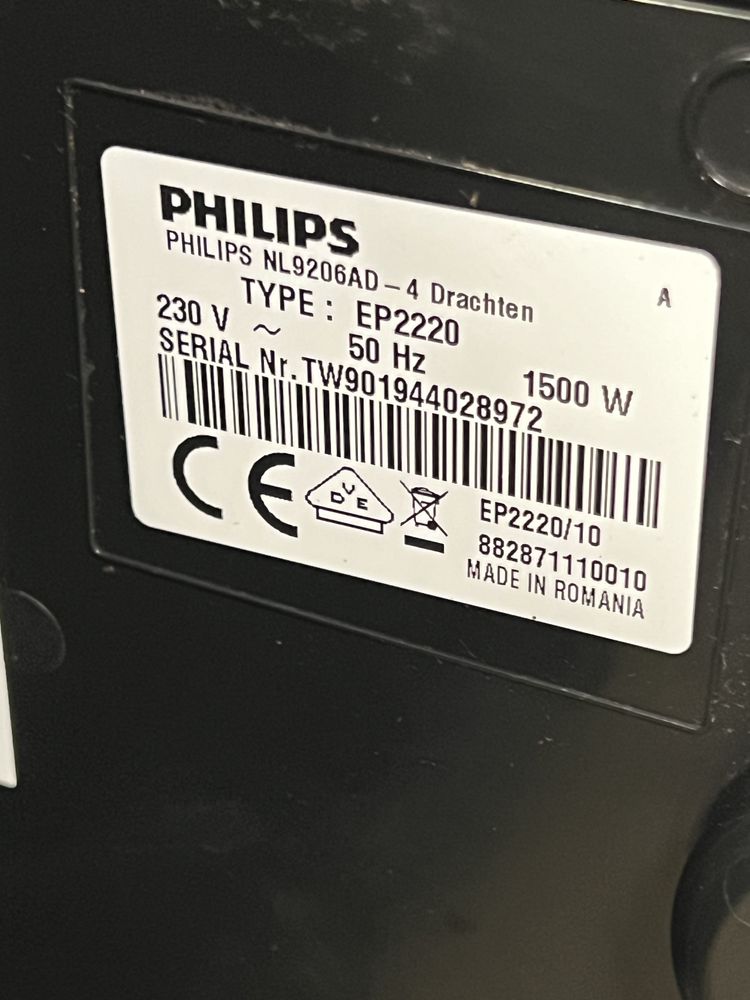 PHILIPS
PHILIPS NL9206AD-4 Drachten
A
TYPE : EP2220
230 V ~ 50 Hz 1500 W
SERIAL Nr. TW901944028972
CE
DVE
EP2220/10
882871110010
MADE IN ROMANIA